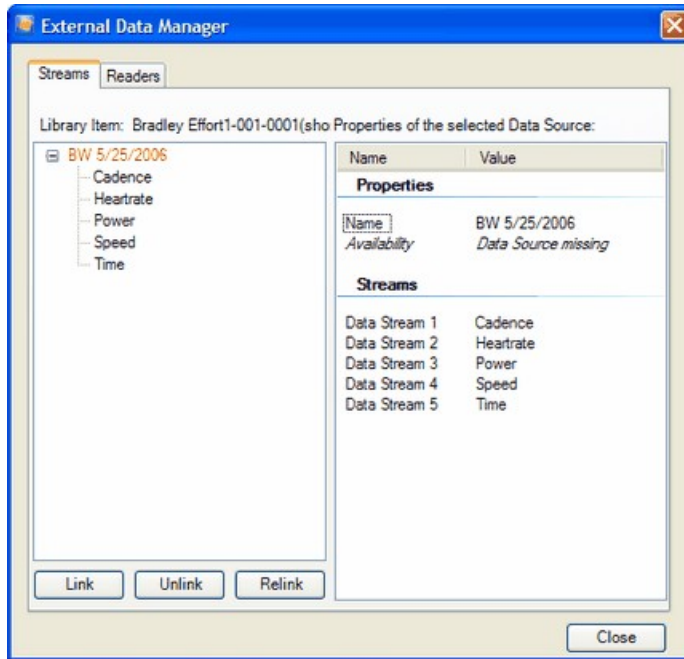 External Data Manager
Streams Readers
Library Item: Bradley Effort1-001-0001(sho Properties of the selected Data Source:
BW 5/25/2006
Cadence
Heartrate
Power
Speed
Time
Name Value
Properties
Name BW 5/25/2006
Availability Data Source missing
Streams
Data Stream 1 Cadence
Data Stream 2 Heartrate
Data Stream 3 Power
Data Stream 4 Speed
Data Stream 5 Time
Link Unlink Relink
Close